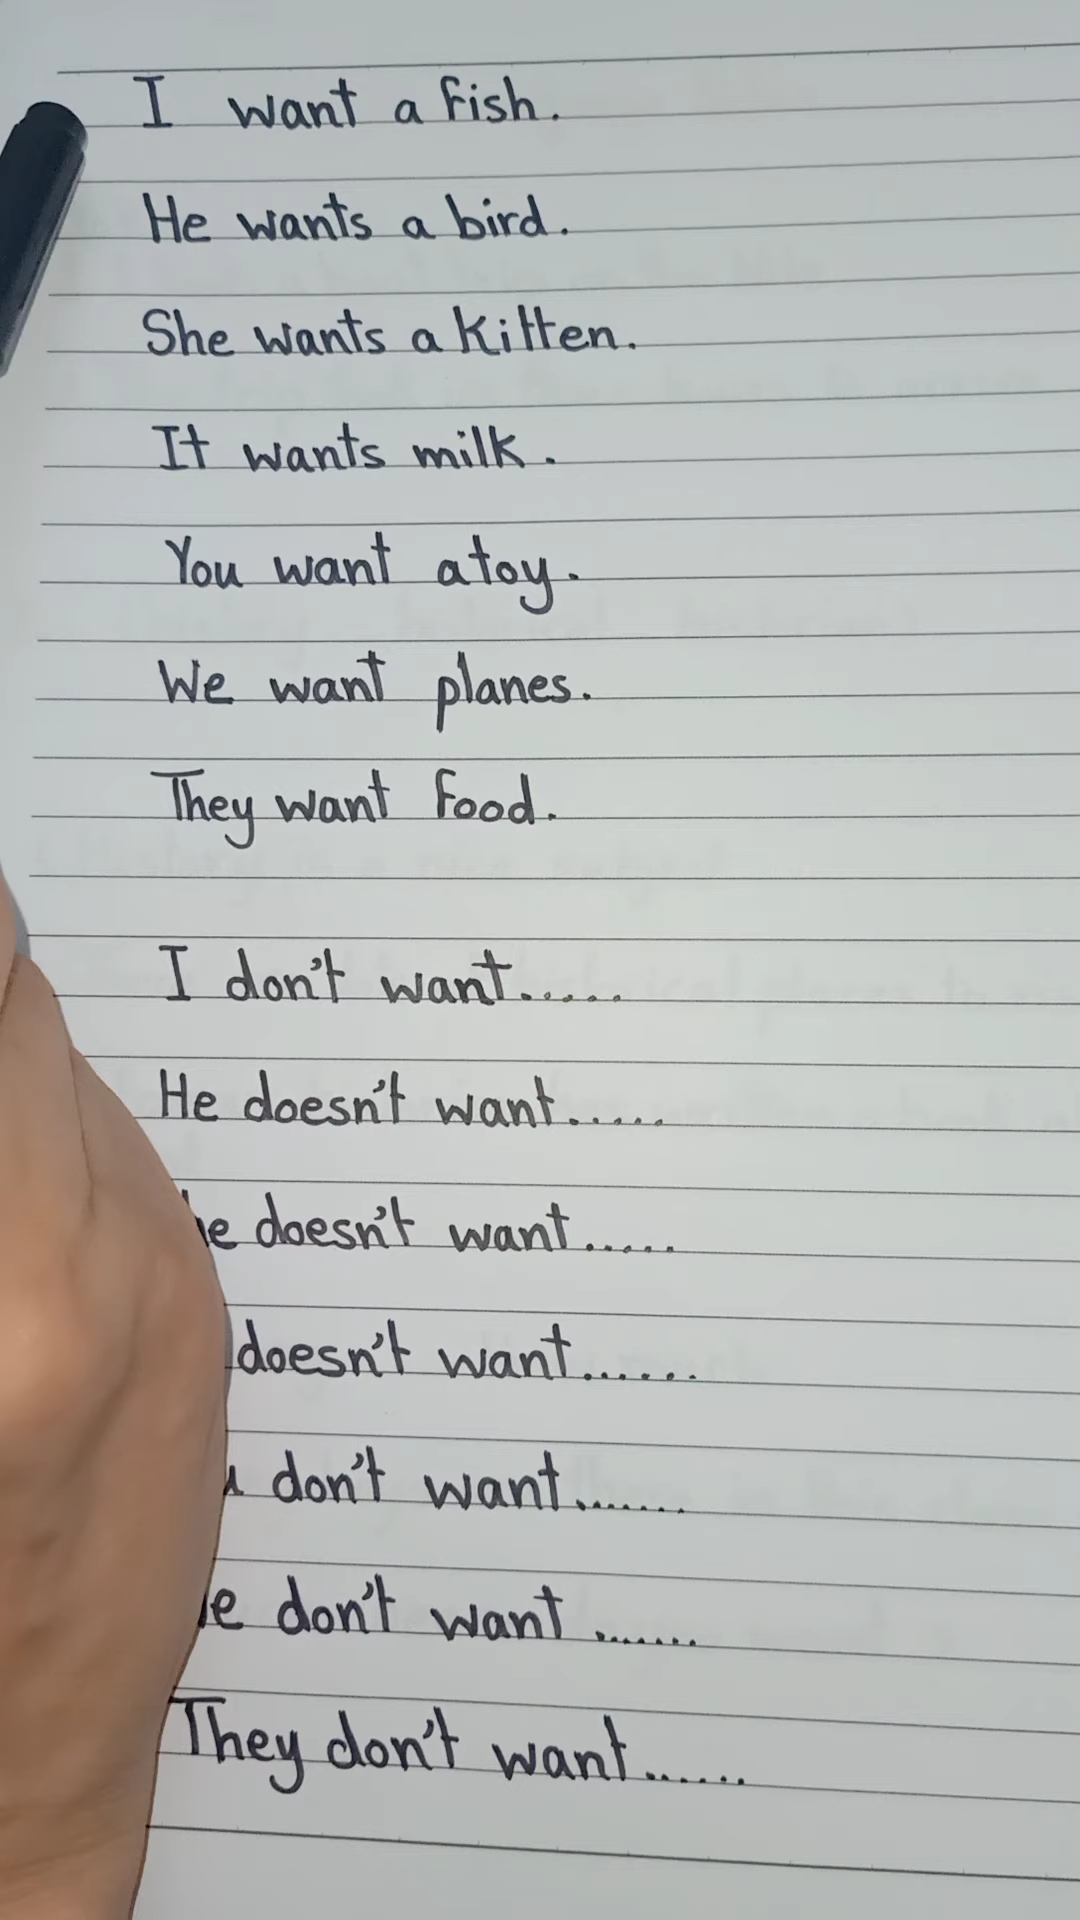 I want a fish.
He wants a bird.
She wants a kitten.
It wants milk.
You want a toy.
We want planes.
They want food.
I don't want.....
He doesn't want.....
doesn't want.....
doesn't want......
don't want.......
don't want .......
They don't want......